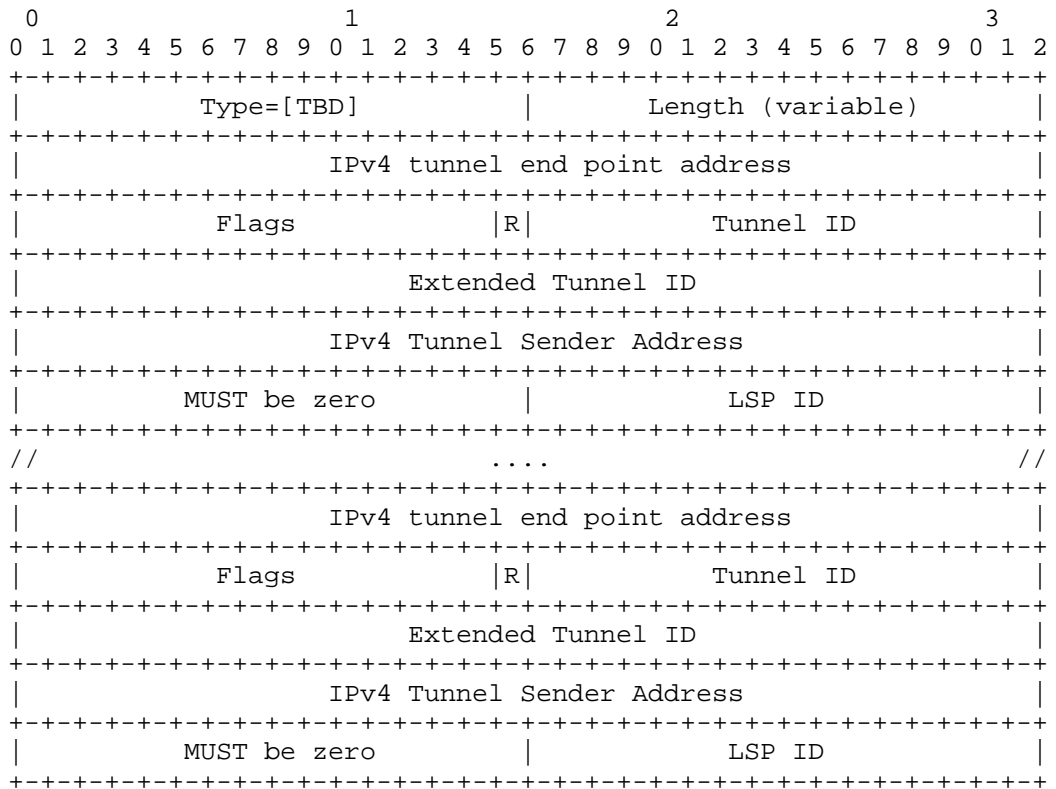 0                   1                   2                   3
0 1 2 3 4 5 6 7 8 9 0 1 2 3 4 5 6 7 8 9 0 1 2 3 4 5 6 7 8 9 0 1 2
+-+-+-+-+-+-+-+-+-+-+-+-+-+-+-+-+-+-+-+-+-+-+-+-+-+-+-+-+-+-+-+-+
|           Type=[TBD]          |       Length (variable)       |
+-+-+-+-+-+-+-+-+-+-+-+-+-+-+-+-+-+-+-+-+-+-+-+-+-+-+-+-+-+-+-+-+
|                   IPv4 tunnel end point address               |
+-+-+-+-+-+-+-+-+-+-+-+-+-+-+-+-+-+-+-+-+-+-+-+-+-+-+-+-+-+-+-+-+
|            Flags            |R|           Tunnel ID           |
+-+-+-+-+-+-+-+-+-+-+-+-+-+-+-+-+-+-+-+-+-+-+-+-+-+-+-+-+-+-+-+-+
|                        Extended Tunnel ID                     |
+-+-+-+-+-+-+-+-+-+-+-+-+-+-+-+-+-+-+-+-+-+-+-+-+-+-+-+-+-+-+-+-+
|                   IPv4 Tunnel Sender Address                  |
+-+-+-+-+-+-+-+-+-+-+-+-+-+-+-+-+-+-+-+-+-+-+-+-+-+-+-+-+-+-+-+-+
|          MUST be zero         |            LSP ID             |
+-+-+-+-+-+-+-+-+-+-+-+-+-+-+-+-+-+-+-+-+-+-+-+-+-+-+-+-+-+-+-+-+
//                            ....                             //
+-+-+-+-+-+-+-+-+-+-+-+-+-+-+-+-+-+-+-+-+-+-+-+-+-+-+-+-+-+-+-+-+
|                   IPv4 tunnel end point address               |
+-+-+-+-+-+-+-+-+-+-+-+-+-+-+-+-+-+-+-+-+-+-+-+-+-+-+-+-+-+-+-+-+
|            Flags            |R|           Tunnel ID           |
+-+-+-+-+-+-+-+-+-+-+-+-+-+-+-+-+-+-+-+-+-+-+-+-+-+-+-+-+-+-+-+-+
|                        Extended Tunnel ID                     |
+-+-+-+-+-+-+-+-+-+-+-+-+-+-+-+-+-+-+-+-+-+-+-+-+-+-+-+-+-+-+-+-+
|                   IPv4 Tunnel Sender Address                  |
+-+-+-+-+-+-+-+-+-+-+-+-+-+-+-+-+-+-+-+-+-+-+-+-+-+-+-+-+-+-+-+-+
|          MUST be zero         |            LSP ID             |
+-+-+-+-+-+-+-+-+-+-+-+-+-+-+-+-+-+-+-+-+-+-+-+-+-+-+-+-+-+-+-+-+